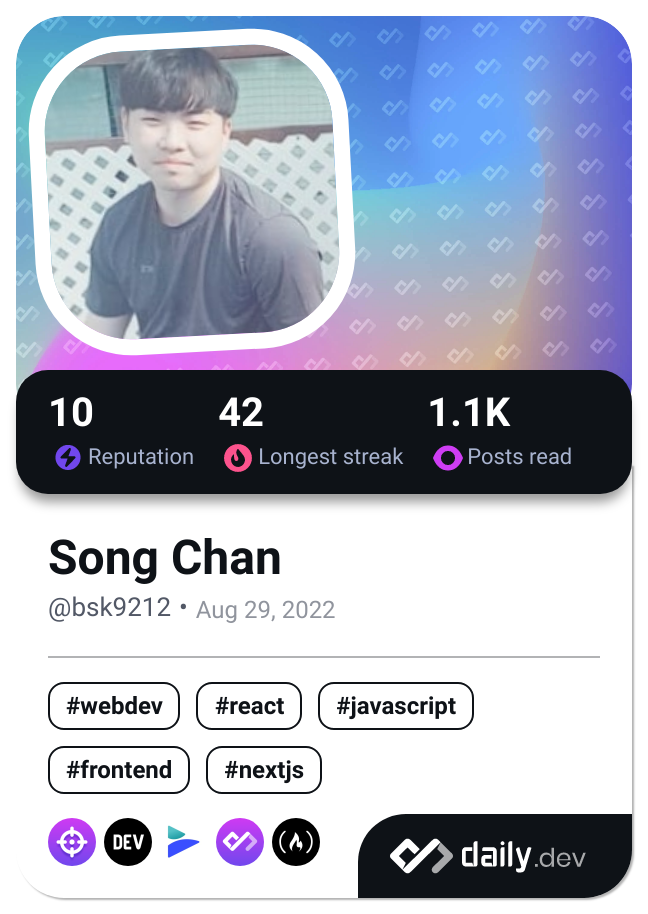 10 42 1.1K
Reputation Longest streak Posts read
Song Chan
@bsk9212 • Aug 29, 2022
#webdev #react #javascript
#frontend #nextjs
DEV
daily.dev